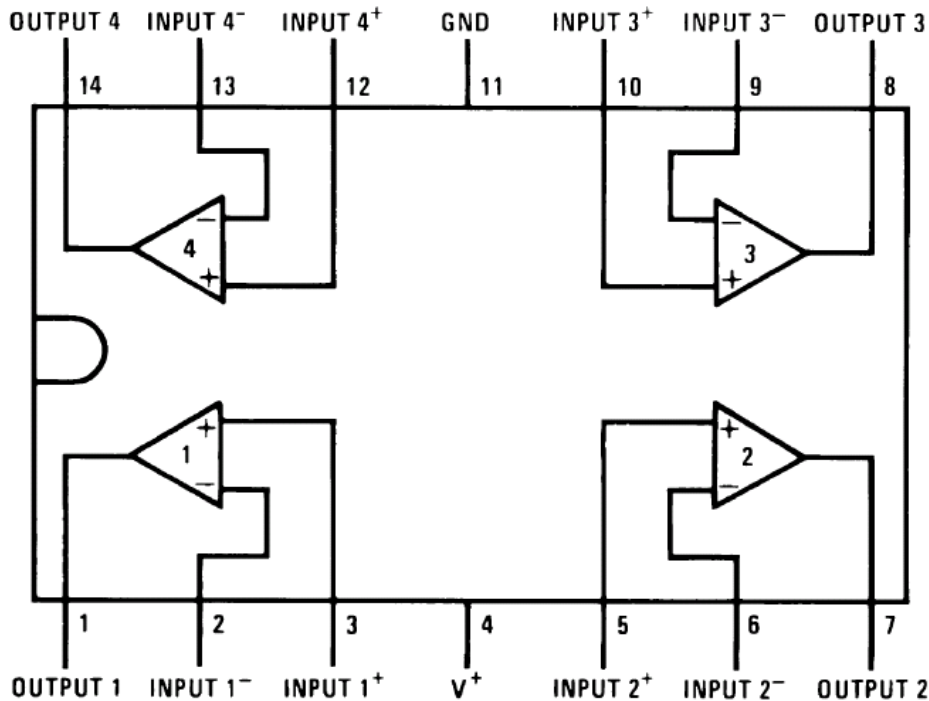 OUTPUT 4 INPUT 4⁻ INPUT 4⁺ GND INPUT 3⁺ INPUT 3⁻ OUTPUT 3
14 13 12 11 10 9 8
− −
4 3
+ +
+ +
1 2
− −
1 2 3 4 5 6 7
OUTPUT 1 INPUT 1⁻ INPUT 1⁺ V⁺ INPUT 2⁺ INPUT 2⁻ OUTPUT 2